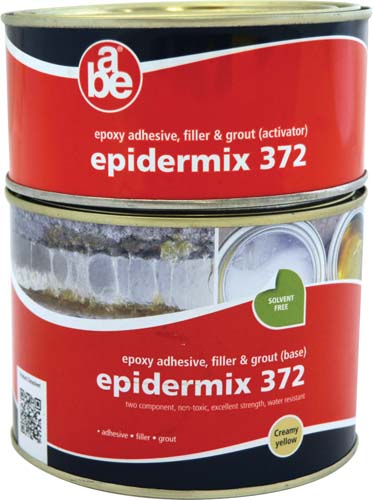 abe®
epoxy adhesive, filler & grout (activator)
epidermix 372
SOLVENT
FREE
epoxy adhesive, filler & grout (base)
epidermix 372
two component, non-toxic, excellent strength, water resistant
• adhesive • filler • grout
Creamy
yellow